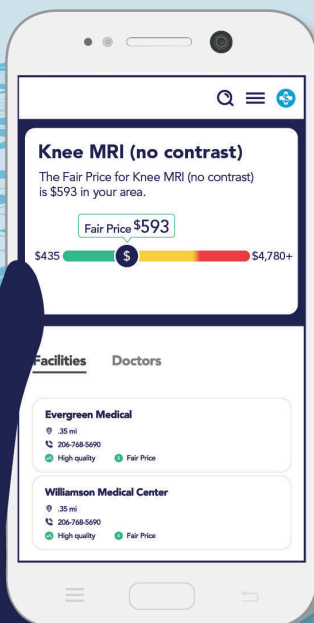 Knee MRI (no contrast)
The Fair Price for Knee MRI (no contrast)
is $593 in your area.
Fair Price $593
$435 $ $4,780+
Facilities Doctors
Evergreen Medical
.35 mi
206-768-5690
High quality $ Fair Price
Williamson Medical Center
.35 mi
206-768-5690
High quality $ Fair Price